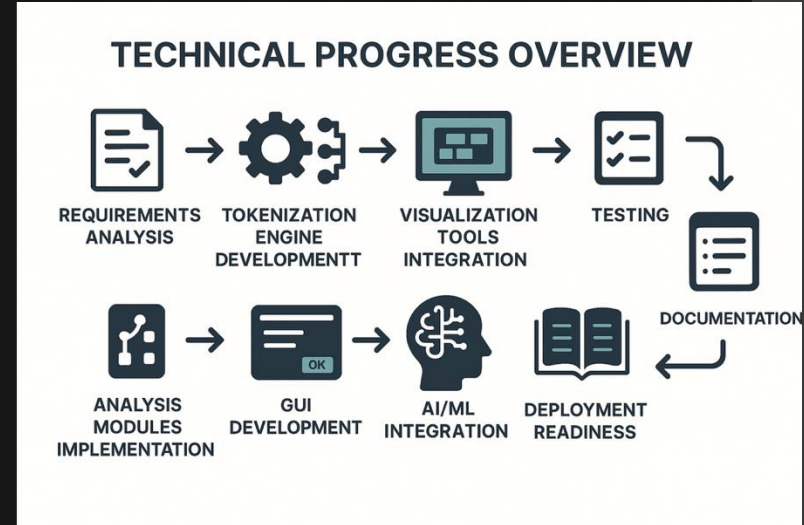 TECHNICAL PROGRESS OVERVIEW
REQUIREMENTS
ANALYSIS
TOKENIZATION
ENGINE
DEVELOPMENTT
VISUALIZATION
TOOLS
INTEGRATION
TESTING
DOCUMENTATION
ANALYSIS
MODULES
IMPLEMENTATION
OK
GUI
DEVELOPMENT
AI/ML
INTEGRATION
DEPLOYMENT
READINESS